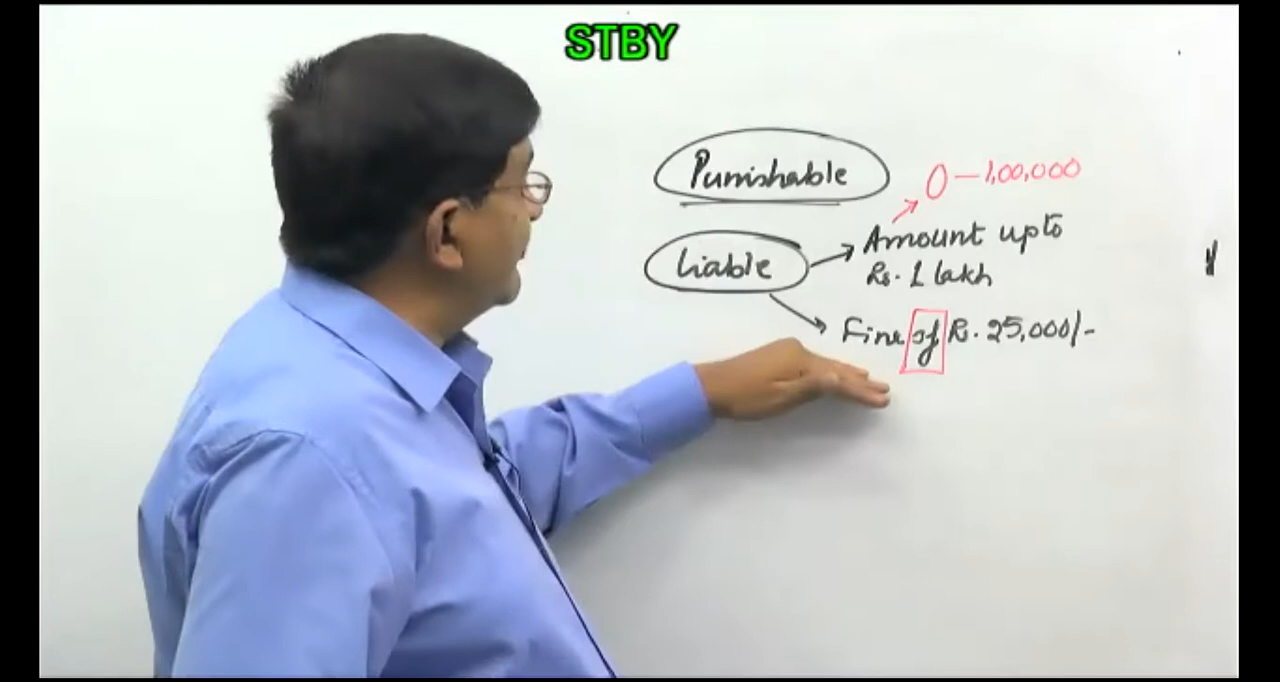 STBY
Punishable
0 – 1,00,000
Liable
Amount upto
Rs. 1 lakh
Fine of Rs. 25,000/-